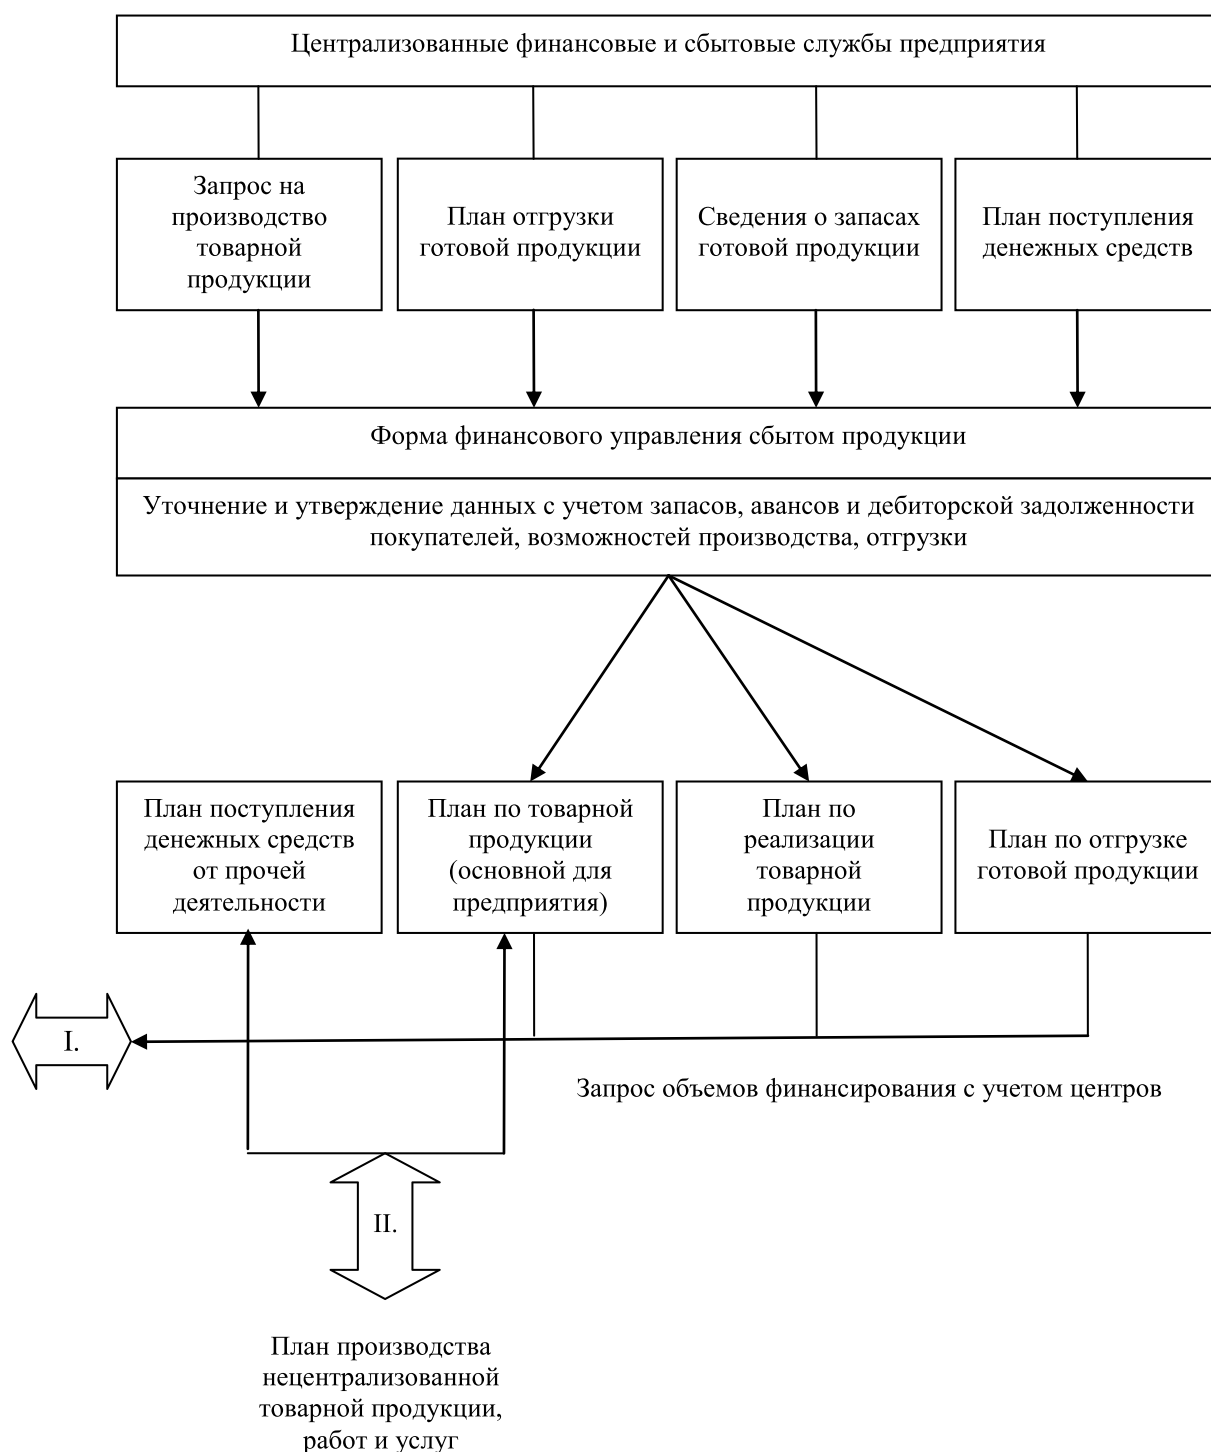 Централизованные финансовые и сбытовые службы предприятия
Запрос на
производство
товарной
продукции
План отгрузки
готовой продукции
Сведения о запасах
готовой продукции
План поступления
денежных средств
Форма финансового управления сбытом продукции
Уточнение и утверждение данных с учетом запасов, авансов и дебиторской задолженности
покупателей, возможностей производства, отгрузки
План поступления
денежных средств
от прочей
деятельности
План по товарной
продукции
(основной для
предприятия)
План по
реализации
товарной
продукции
План по отгрузке
готовой продукции
I.
Запрос объемов финансирования с учетом центров
II.
План производства
нецентрализованной
товарной продукции,
работ и услуг